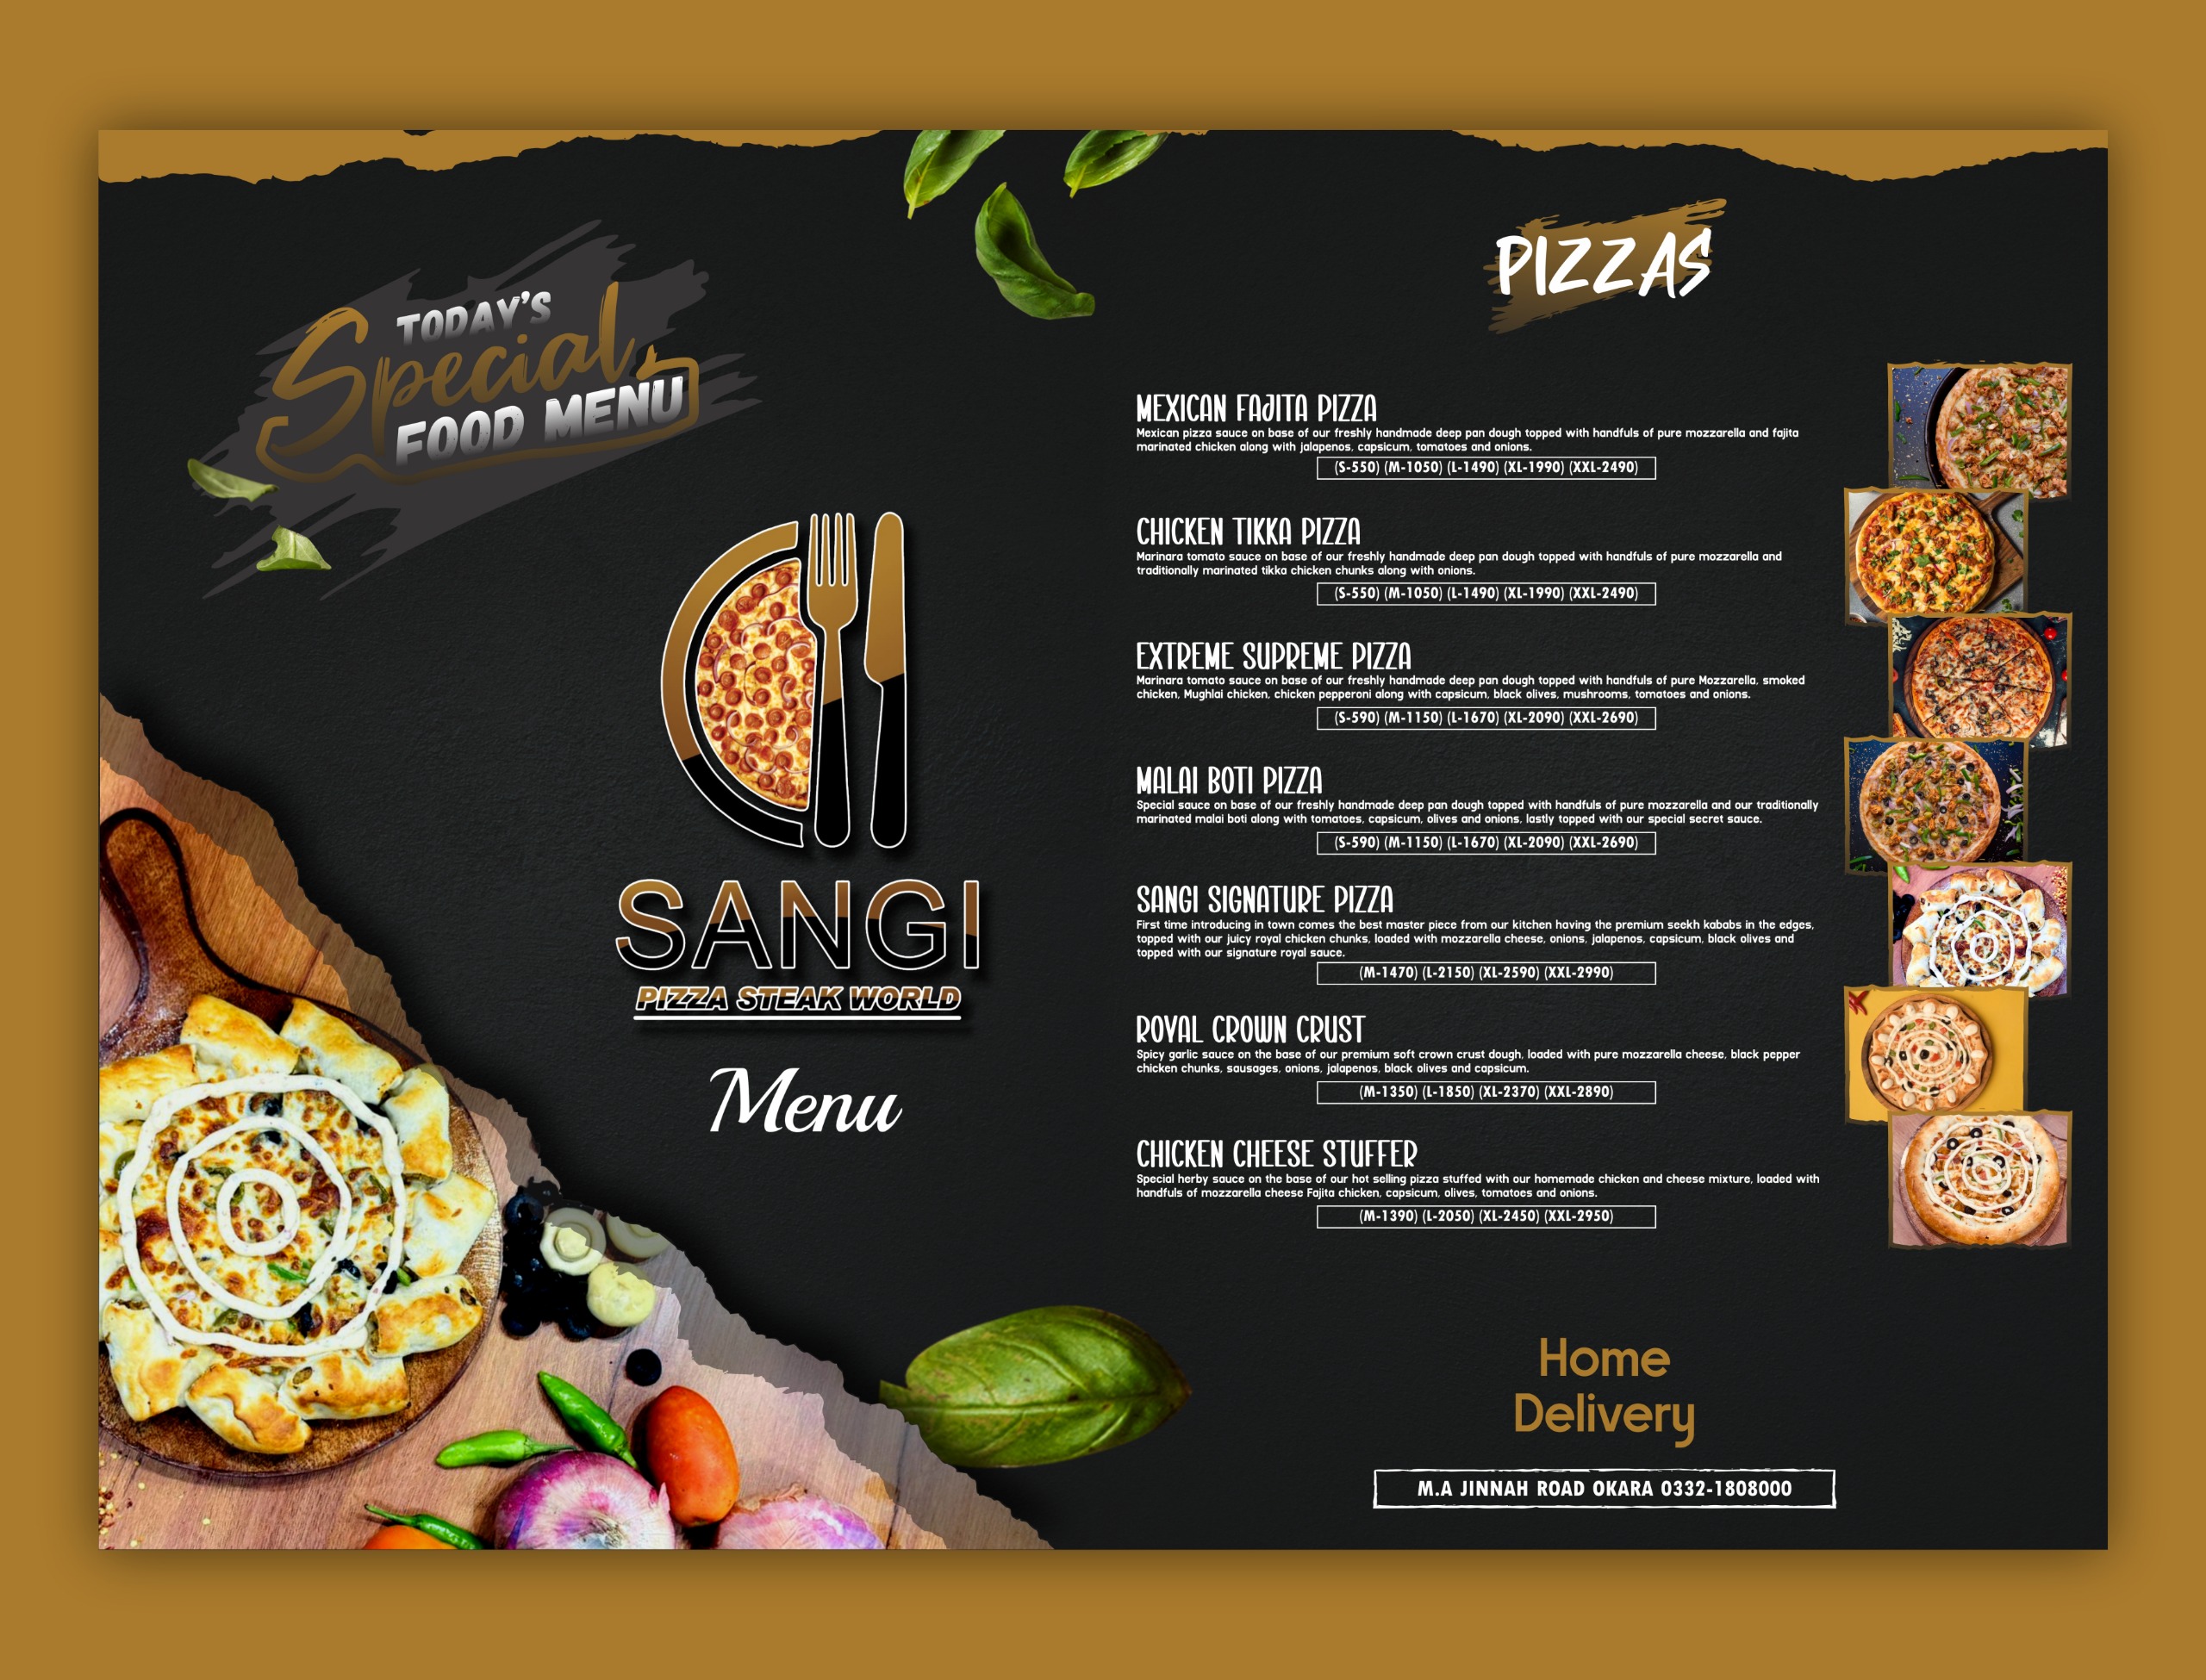 TODAY'S
Special
FOOD MENU
SANGI
PIZZA STEAK WORLD
Menu
PIZZAS
MEXICAN FAJITA PIZZA
Mexican pizza sauce on base of our freshly handmade deep pan dough topped with handfuls of pure mozzarella and fajita
marinated chicken along with jalapenos, capsicum, tomatoes and onions.
(S-550) (M-1050) (L-1490) (XL-1990) (XXL-2490)
CHICKEN TIKKA PIZZA
Marinara tomato sauce on base of our freshly handmade deep pan dough topped with handfuls of pure mozzarella and
traditionally marinated tikka chicken chunks along with onions.
(S-550) (M-1050) (L-1490) (XL-1990) (XXL-2490)
EXTREME SUPREME PIZZA
Marinara tomato sauce on base of our freshly handmade deep pan dough topped with handfuls of pure Mozzarella, smoked
chicken, Mughlai chicken, chicken pepperoni along with capsicum, black olives, mushrooms, tomatoes and onions.
(S-590) (M-1150) (L-1670) (XL-2090) (XXL-2690)
MALAI BOTI PIZZA
Special sauce on base of our freshly handmade deep pan dough topped with handfuls of pure mozzarella and our traditionally
marinated malai boti along with tomatoes, capsicum, olives and onions, lastly topped with our special secret sauce.
(S-590) (M-1150) (L-1670) (XL-2090) (XXL-2690)
SANGI SIGNATURE PIZZA
First time introducing in town comes the best master piece from our kitchen having the premium seekh kababs in the edges,
topped with our juicy royal chicken chunks, loaded with mozzarella cheese, onions, jalapenos, capsicum, black olives and
topped with our signature royal sauce.
(M-1470) (L-2150) (XL-2590) (XXL-2990)
ROYAL CROWN CRUST
Spicy garlic sauce on the base of our premium soft crown crust dough, loaded with pure mozzarella cheese, black pepper
chicken chunks, sausages, onions, jalapenos, black olives and capsicum.
(M-1350) (L-1850) (XL-2370) (XXL-2890)
CHICKEN CHEESE STUFFER
Special herby sauce on the base of our hot selling pizza stuffed with our homemade chicken and cheese mixture, loaded with
handfuls of mozzarella cheese Fajita chicken, capsicum, olives, tomatoes and onions.
(M-1390) (L-2050) (XL-2450) (XXL-2950)
Home
Delivery
M.A JINNAH ROAD OKARA 0332-1808000